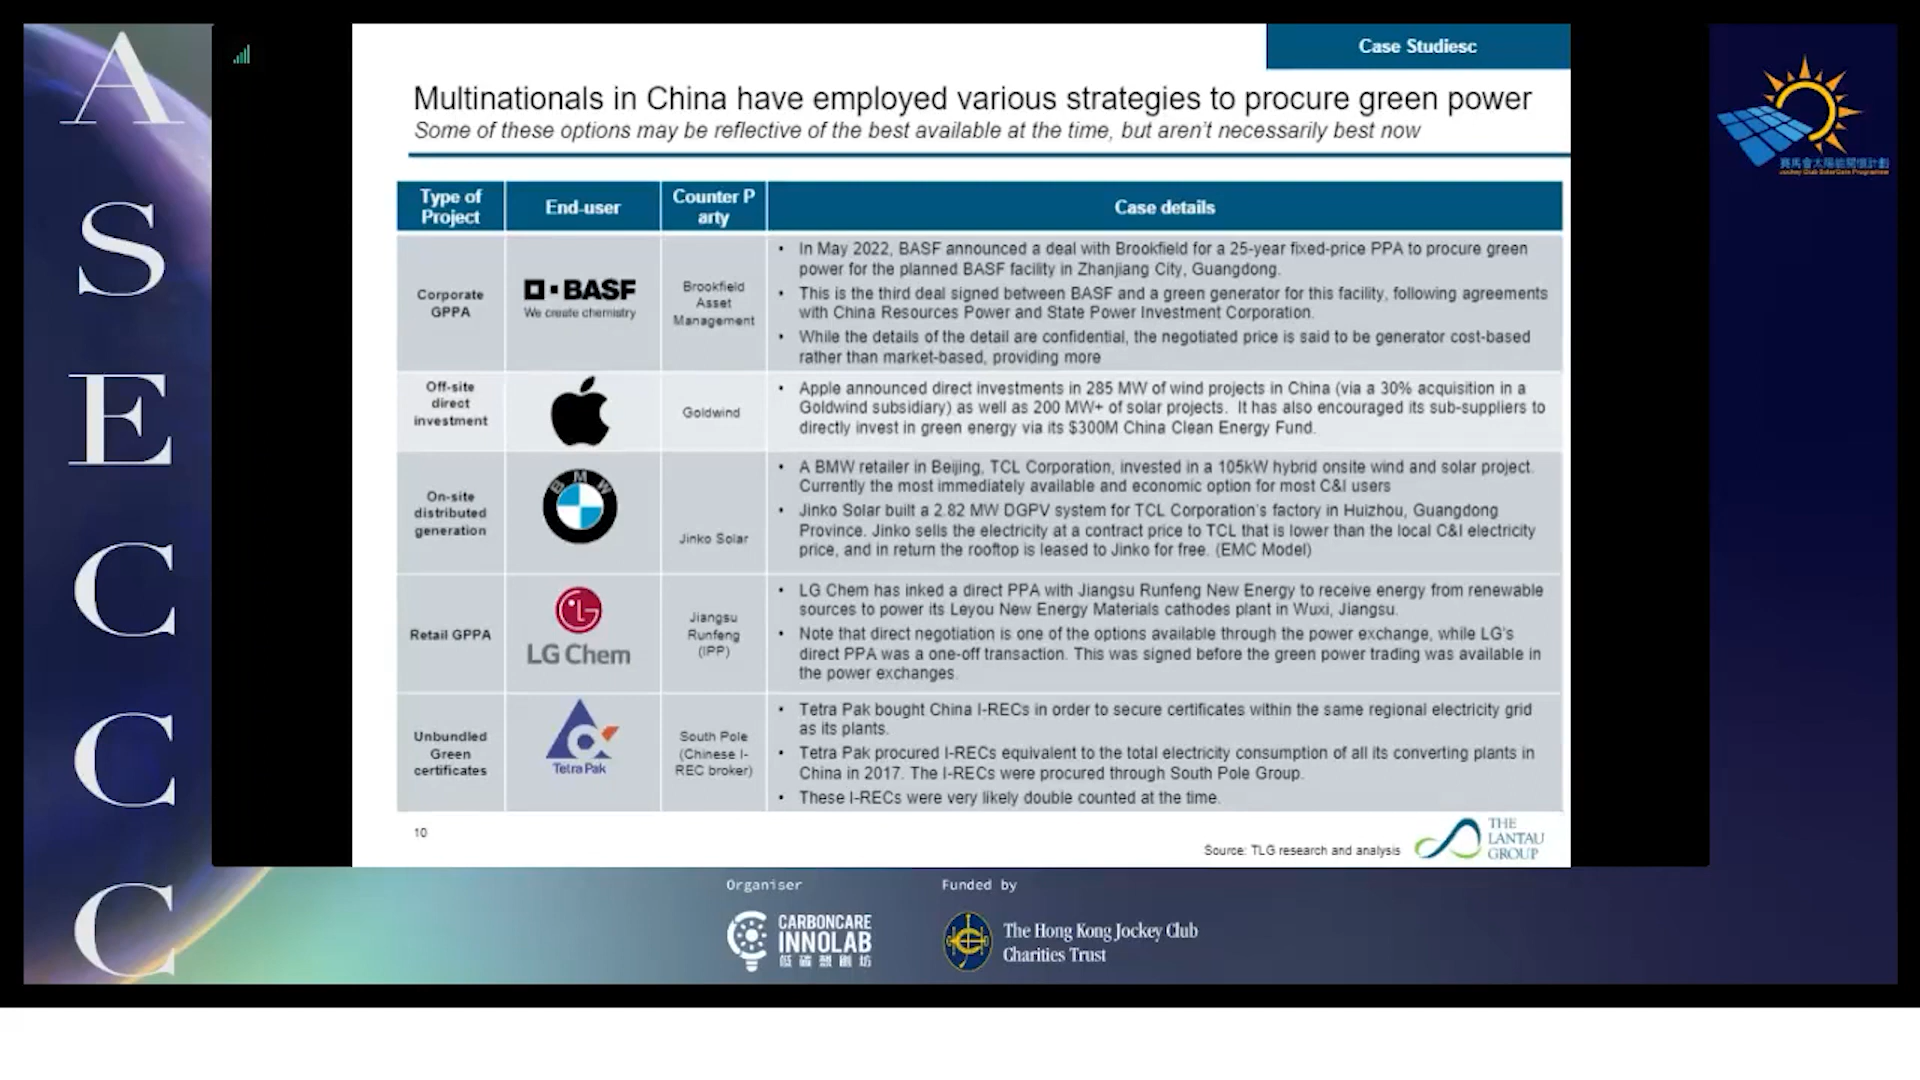 A
S
E
C
C
C
Case Studiesc
Multinationals in China have employed various strategies to procure green power
Some of these options may be reflective of the best available at the time, but aren't necessarily best now
Type of
Project
End-user
Counter P
arty
Case details
Corporate
GPPA
BASF
We create chemistry
Brookfield
Asset
Management
• In May 2022, BASF announced a deal with Brookfield for a 25-year fixed-price PPA to procure green
power for the planned BASF facility in Zhanjiang City, Guangdong.
• This is the third deal signed between BASF and a green generator for this facility, following agreements
with China Resources Power and State Power Investment Corporation.
• While the details of the detail are confidential, the negotiated price is said to be generator cost-based
rather than market-based, providing more
Off-site
direct
investment
Goldwind
• Apple announced direct investments in 285 MW of wind projects in China (via a 30% acquisition in a
Goldwind subsidiary) as well as 200 MW+ of solar projects. It has also encouraged its sub-suppliers to
directly invest in green energy via its $300M China Clean Energy Fund.
On-site
distributed
generation
BMW
Jinko Solar
• A BMW retailer in Beijing, TCL Corporation, invested in a 105kW hybrid onsite wind and solar project.
Currently the most immediately available and economic option for most C&I users
• Jinko Solar built a 2.82 MW DGPV system for TCL Corporation's factory in Huizhou, Guangdong
Province. Jinko sells the electricity at a contract price to TCL that is lower than the local C&I electricity
price, and in return the rooftop is leased to Jinko for free. (EMC Model)
Retail GPPA
LG Chem
Jiangsu
Runfeng
(IPP)
• LG Chem has inked a direct PPA with Jiangsu Runfeng New Energy to receive energy from renewable
sources to power its Leyou New Energy Materials cathodes plant in Wuxi, Jiangsu.
• Note that direct negotiation is one of the options available through the power exchange, while LG's
direct PPA was a one-off transaction. This was signed before the green power trading was available in
the power exchanges.
Unbundled
Green
certificates
Tetra Pak
South Pole
(Chinese I-
REC broker)
• Tetra Pak bought China I-RECs in order to secure certificates within the same regional electricity grid
as its plants.
• Tetra Pak procured I-RECs equivalent to the total electricity consumption of all its converting plants in
China in 2017. The I-RECs were procured through South Pole Group.
• These I-RECs were very likely double counted at the time.
10
Source: TLG research and analysis
THE
LANTAU
GROUP
賽馬會太陽能關懷計劃
Jockey Club SolarCare Programme
Organiser
CARBONCARE
INNOLAB
低碳想創坊
Funded by
The Hong Kong Jockey Club
Charities Trust